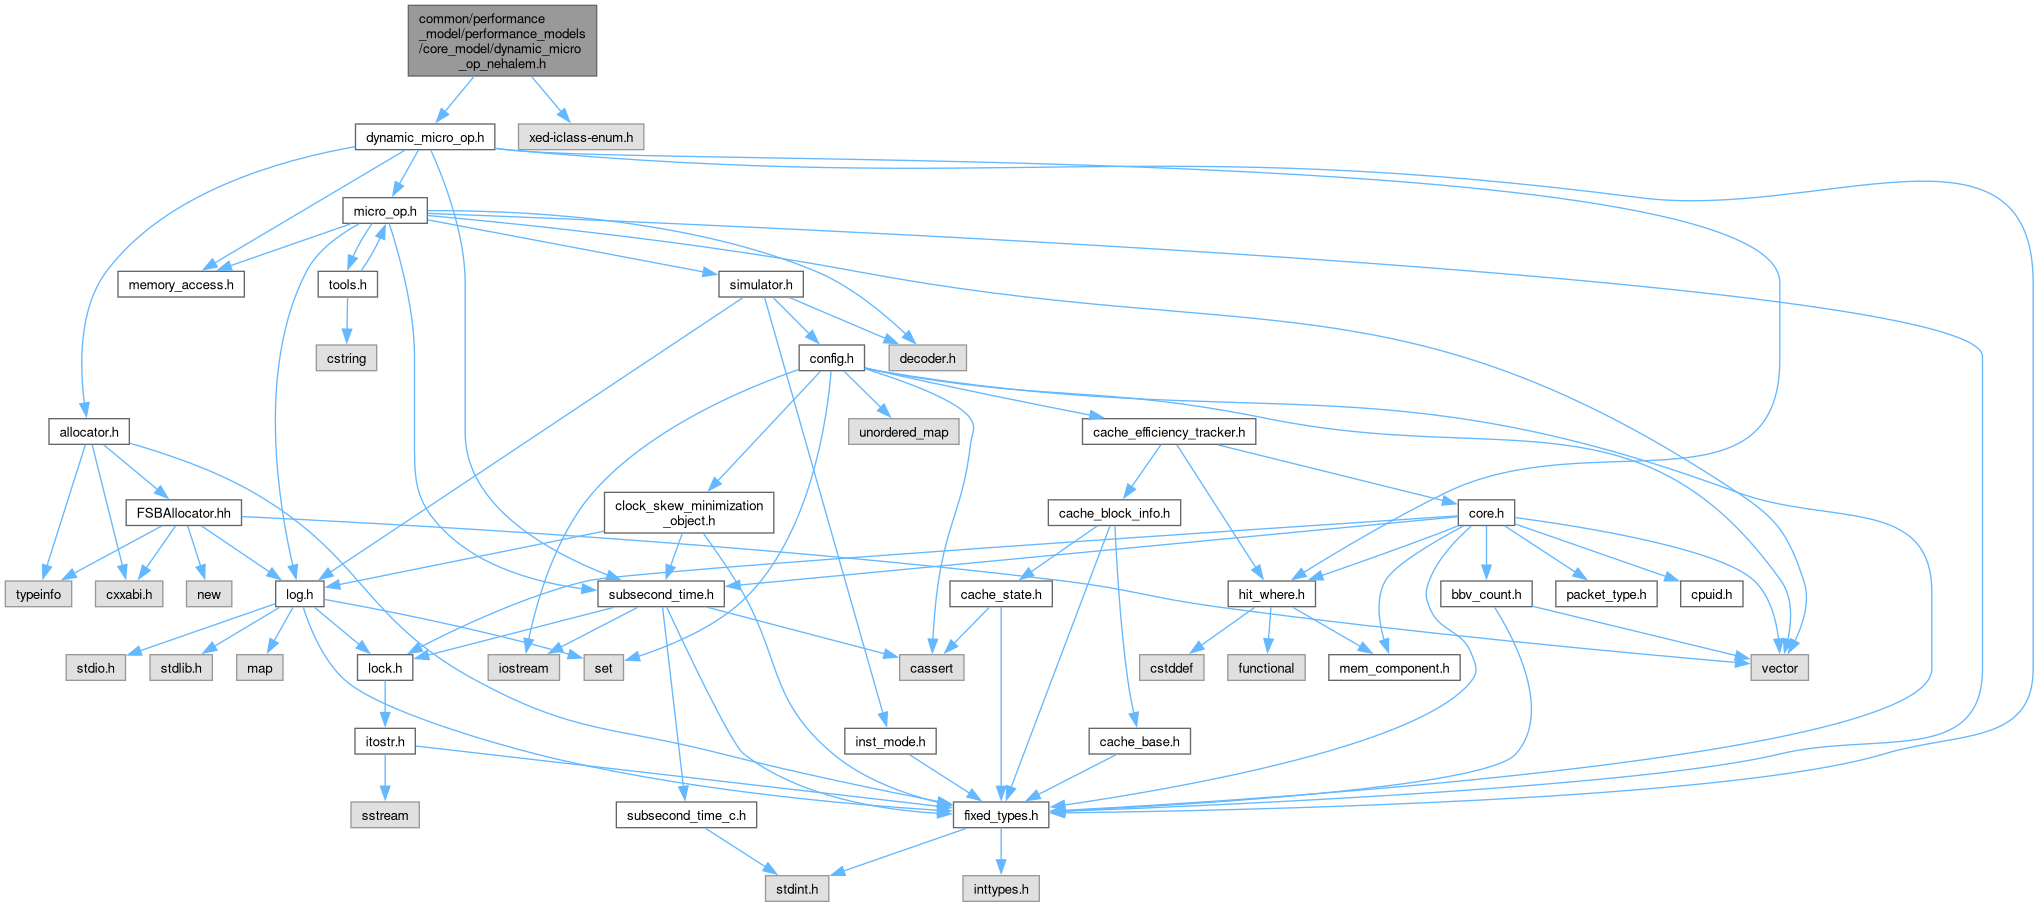 common/performance
_model/performance_models
/core_model/dynamic_micro
_op_nehalem.h
dynamic_micro_op.h
xed-iclass-enum.h
micro_op.h
memory_access.h
tools.h
simulator.h
cstring
config.h
decoder.h
allocator.h
unordered_map
cache_efficiency_tracker.h
FSBAllocator.hh
clock_skew_minimization
_object.h
cache_block_info.h
core.h
typeinfo
cxxabi.h
new
log.h
subsecond_time.h
cache_state.h
hit_where.h
bbv_count.h
packet_type.h
cpuid.h
stdio.h
stdlib.h
map
lock.h
iostream
set
cassert
cstddef
functional
mem_component.h
vector
itostr.h
inst_mode.h
cache_base.h
sstream
subsecond_time_c.h
fixed_types.h
stdint.h
inttypes.h